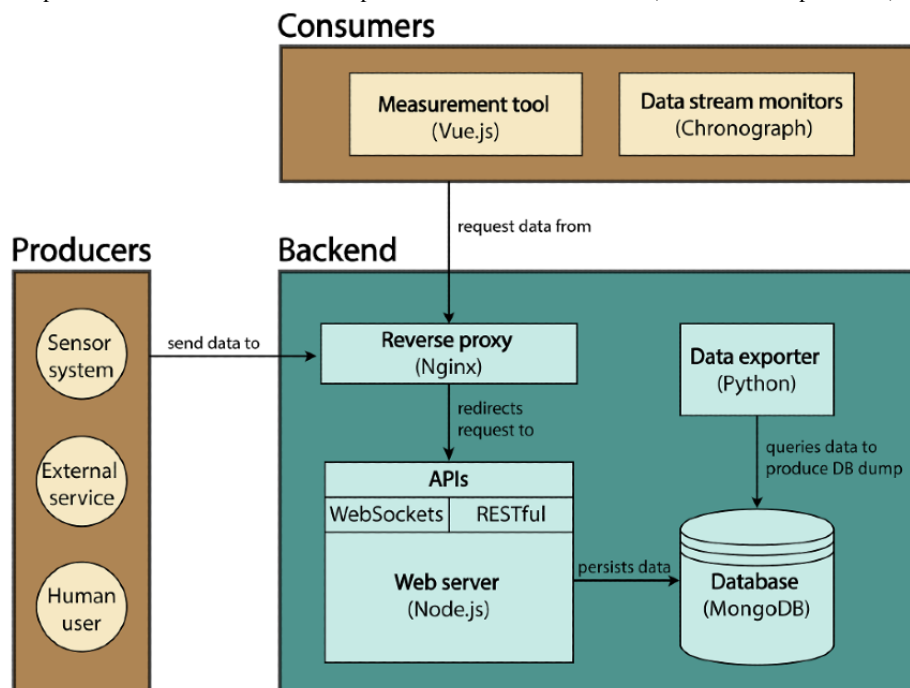 Consumers
Measurement tool
(Vue.js)
Data stream monitors
(Chronograph)
request data from
Producers
Backend
Sensor
system
send data to
Reverse proxy
(Nginx)
Data exporter
(Python)
redirects
request to
queries data to
produce DB dump
External
service
APIs
WebSockets
RESTful
Web server
(Node.js)
persists data
Database
(MongoDB)
Human
user